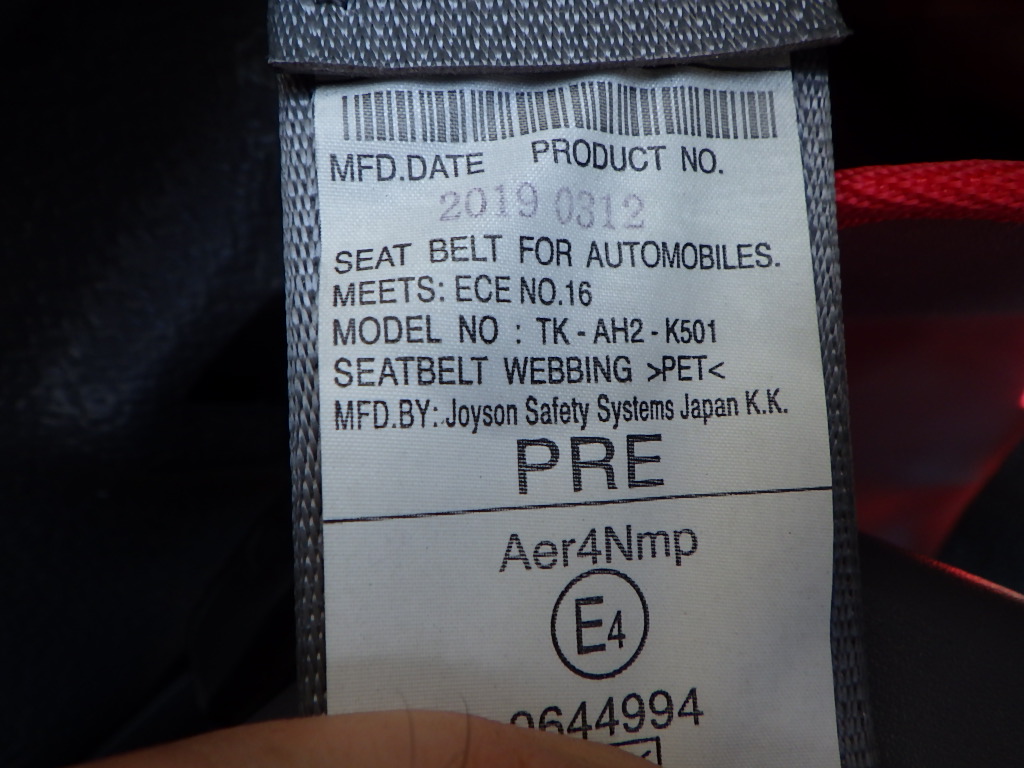 MFD.DATE PRODUCT NO.
2019 0312
SEAT BELT FOR AUTOMOBILES.
MEETS: ECE NO.16
MODEL NO : TK - AH2 - K501
SEATBELT WEBBING >PET<
MFD.BY: Joyson Safety Systems Japan K.K.
PRE
Aer4Nmp
E4